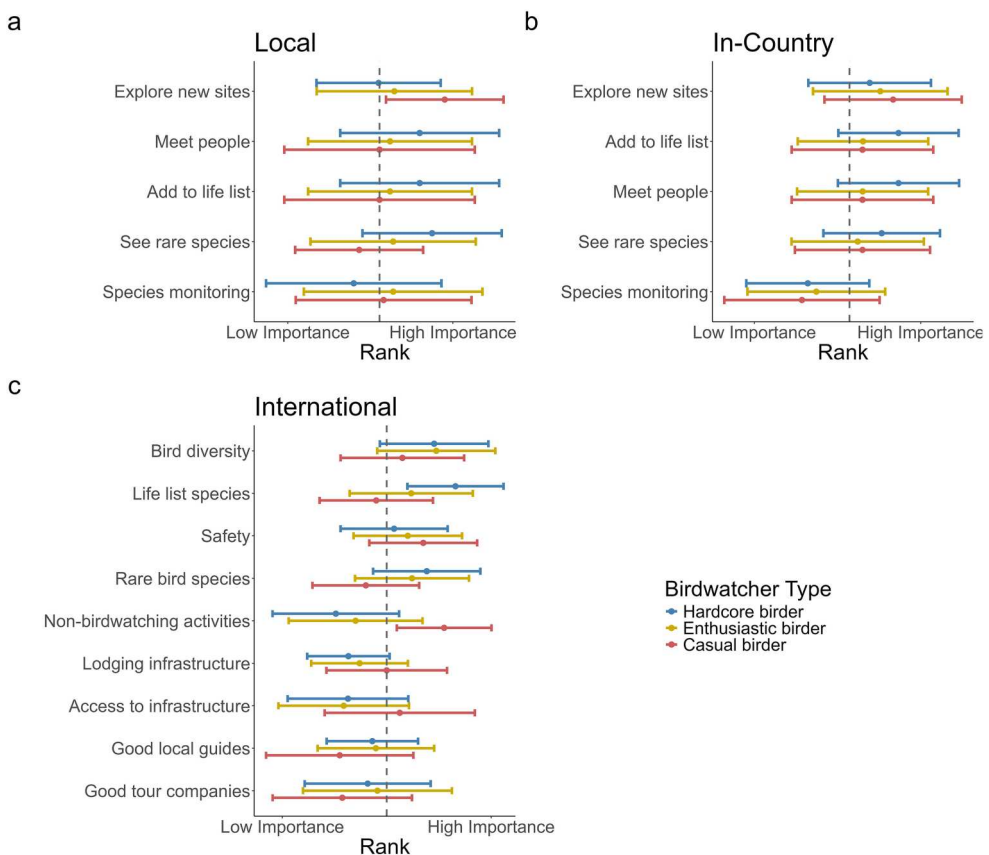 a
Local
Explore new sites
Meet people
Add to life list
See rare species
Species monitoring
Low Importance
High Importance
Rank
b
In-Country
Explore new sites
Add to life list
Meet people
See rare species
Species monitoring
Low Importance
High Importance
Rank
c
International
Bird diversity
Life list species
Safety
Rare bird species
Non-birdwatching activities
Lodging infrastructure
Access to infrastructure
Good local guides
Good tour companies
Low Importance
High Importance
Rank
Birdwatcher Type
Hardcore birder
Enthusiastic birder
Casual birder